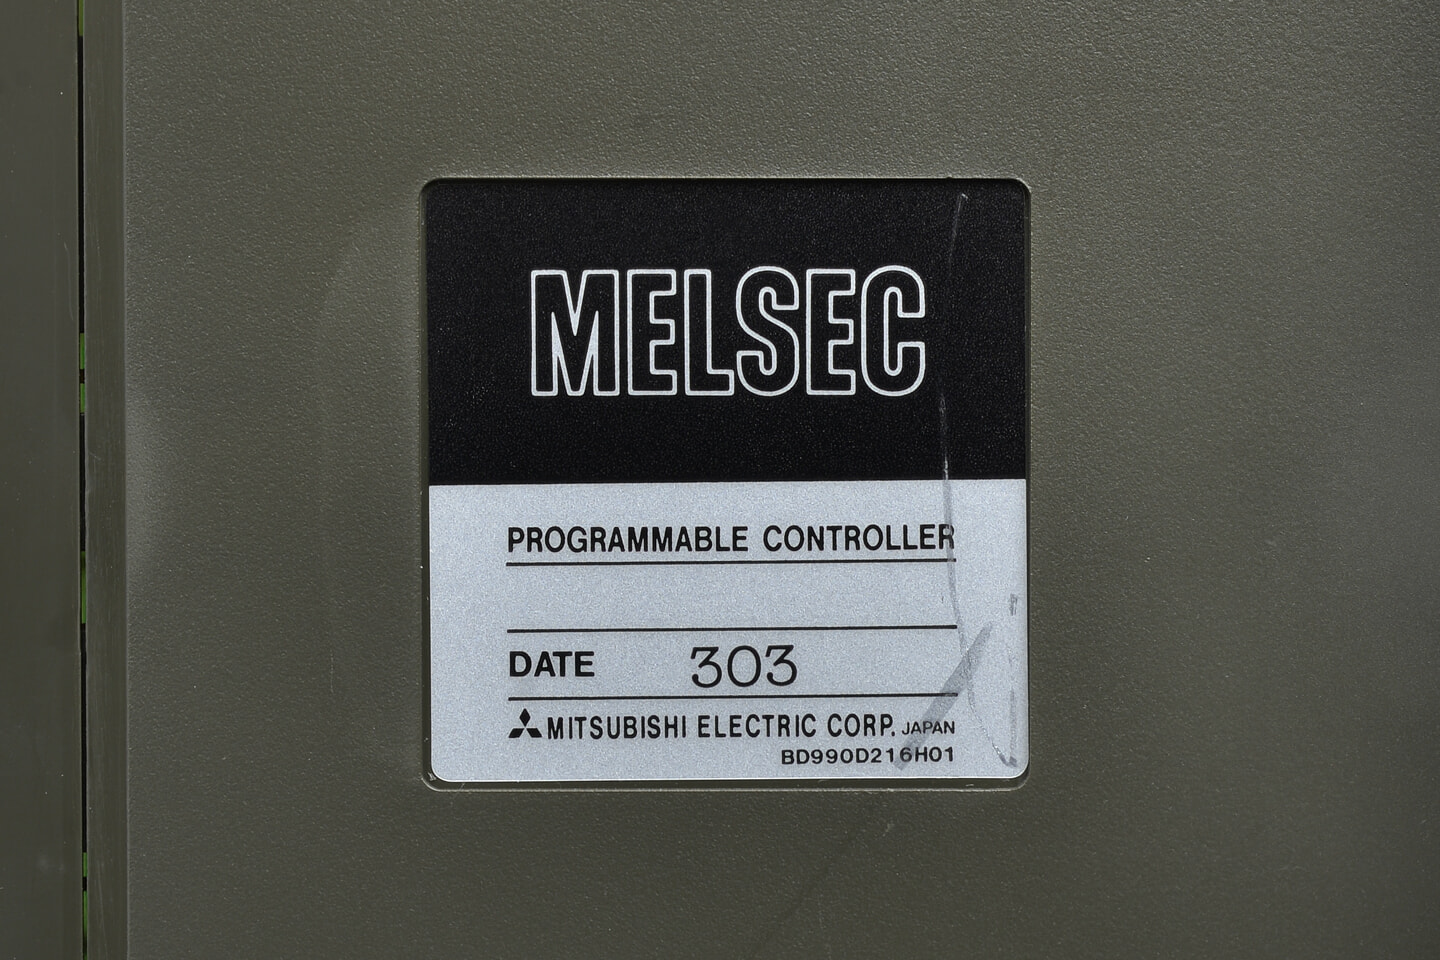 MELSEC
PROGRAMMABLE CONTROLLER
DATE 303
MITSUBISHI ELECTRIC CORP. JAPAN
BD990D216H01